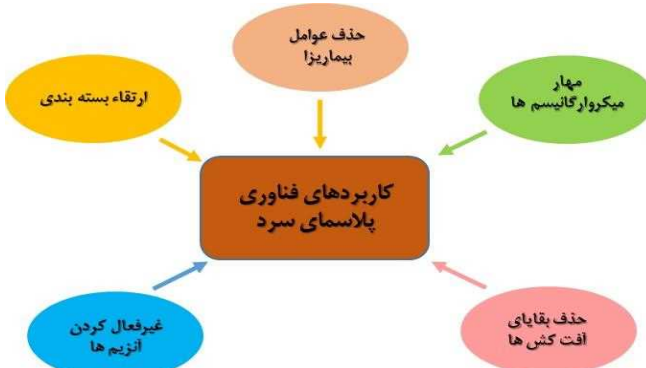 حذف عوامل
بیماریزا
مهار
میکروارگانیسم ها
ارتقاء بسته بندی
کاربردهای فناوری
پلاسمای سرد
حذف بقایای
آفت کش ها
غیرفعال کردن
آنزیم ها